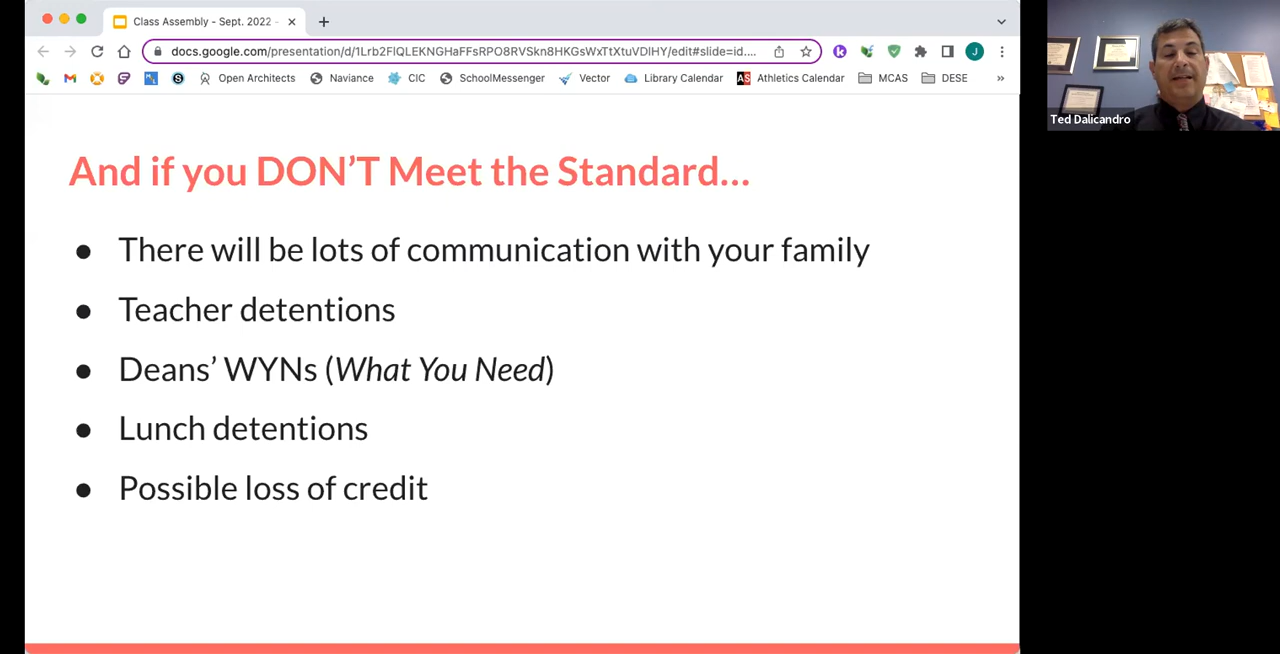 Class Assembly - Sept. 2022 -
docs.google.com/presentation/d/1Lrb2FlQLEKNGHaFFsRPO8RVSkn8HKGsWxTtXtuVDlHY/edit#slide=id....
J
Open Architects
Naviance
CIC
SchoolMessenger
Vector
Library Calendar
AS
Athletics Calendar
MCAS
DESE
»
Ted Dalicandro
And if you DON’T Meet the Standard...
● There will be lots of communication with your family
● Teacher detentions
● Deans’ WYNs (What You Need)
● Lunch detentions
● Possible loss of credit